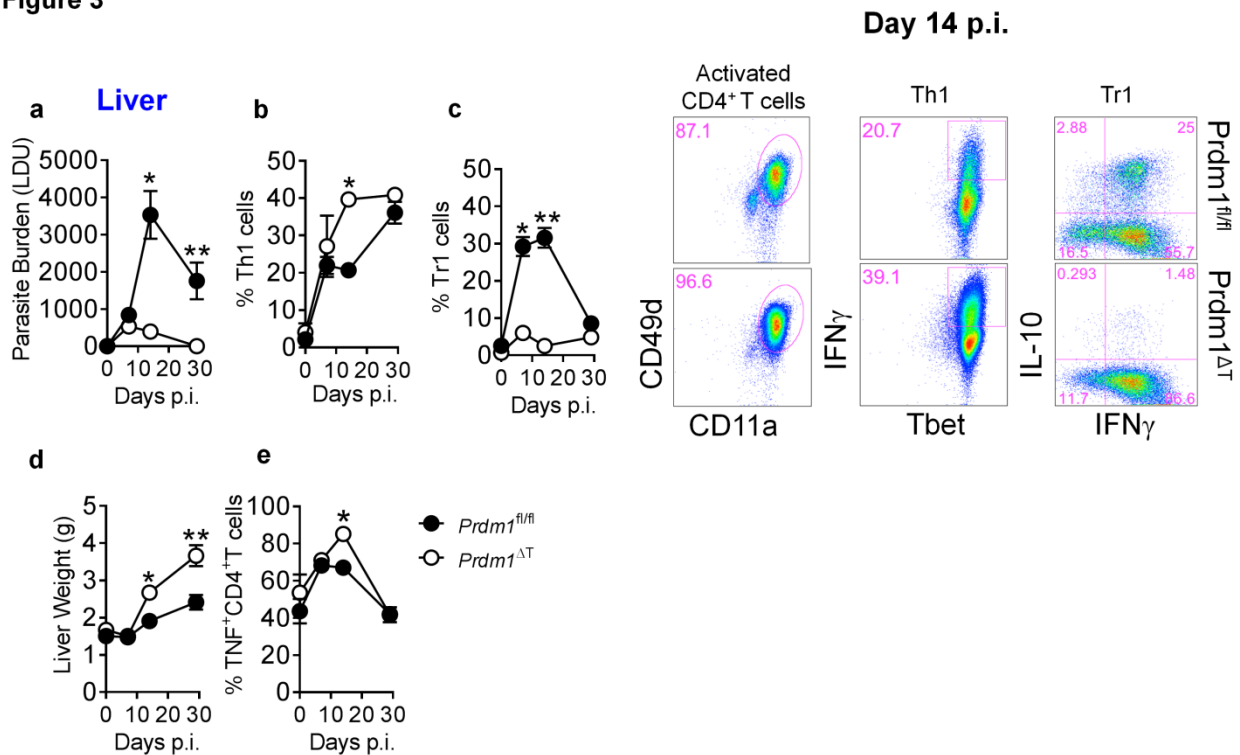 Figure 3
Day 14 p.i.
a
Liver
b
c
Activated
CD4⁺ T cells
Th1
Tr1
Parasite Burden (LDU)
5000
4000
3000
2000
1000
0
*
**
0 10 20 30
Days p.i.
% Th1 cells
50
40
30
20
10
0
*
0 10 20 30
Days p.i.
% Tr1 cells
50
40
30
20
10
0
*
**
0 10 20 30
Days p.i.
87.1
20.7
2.88
25
16.5
55.7
Prdm1fl/fl
96.6
39.1
0.293
1.48
11.7
86.6
Prdm1ΔT
CD49d
CD11a
IFNγ
Tbet
IL-10
IFNγ
d
Liver Weight (g)
5
4
3
2
1
0
*
**
0 10 20 30
Days p.i.
e
% TNF⁺CD4⁺T cells
100
80
60
40
20
0
*
0 10 20 30
Days p.i.
Prdm1fl/fl
Prdm1ΔT